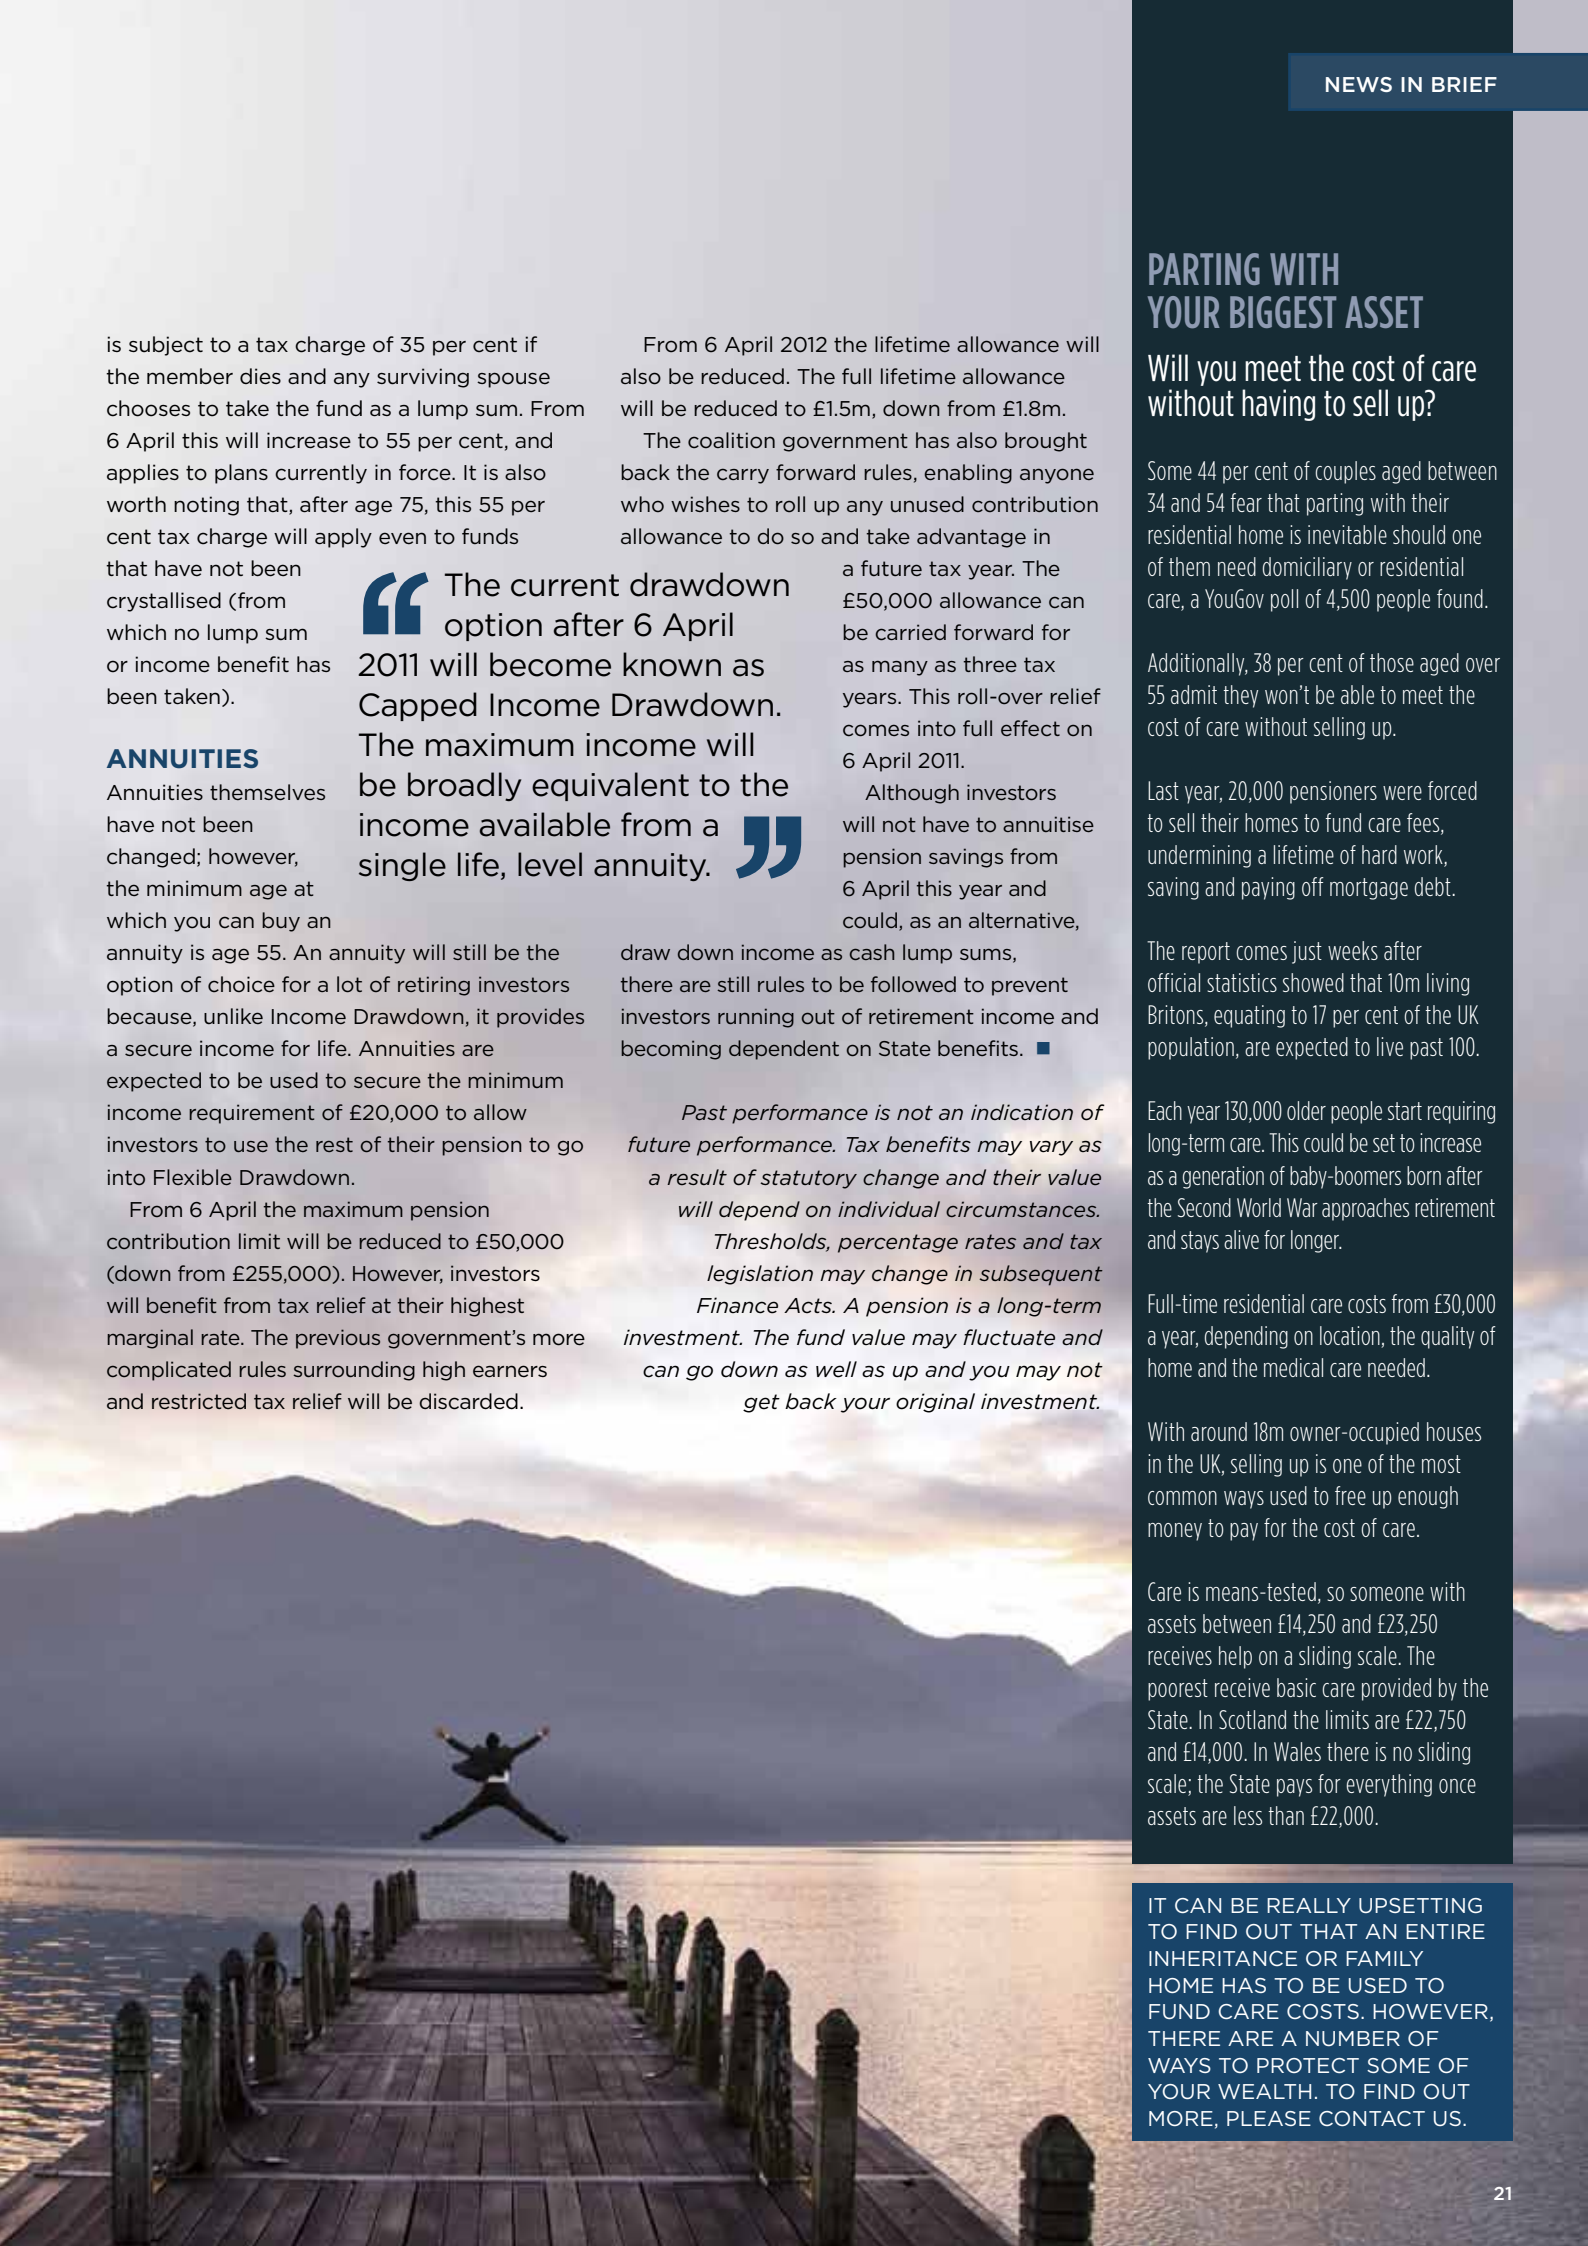 NEWS IN BRIEF
is subject to a tax charge of 35 per cent if
the member dies and any surviving spouse
chooses to take the fund as a lump sum. From
6 April this will increase to 55 per cent, and
applies to plans currently in force. It is also
worth noting that, after age 75, this 55 per
cent tax charge will apply even to funds
that have not been
crystallised (from
which no lump sum
or income benefit has
been taken).
ANNUITIES
Annuities themselves
have not been
changed; however,
the minimum age at
which you can buy an
annuity is age 55. An annuity will still be the
option of choice for a lot of retiring investors
because, unlike Income Drawdown, it provides
a secure income for life. Annuities are
expected to be used to secure the minimum
income requirement of £20,000 to allow
investors to use the rest of their pension to go
into Flexible Drawdown.
From 6 April the maximum pension
contribution limit will be reduced to £50,000
(down from £255,000). However, investors
will benefit from tax relief at their highest
marginal rate. The previous government's more
complicated rules surrounding high earners
and restricted tax relief will be discarded.
“ The current drawdown
option after 6 April
2011 will become known as
Capped Income Drawdown.
The maximum income will
be broadly equivalent to the
income available from a
single life, level annuity. ”
From 6 April 2012 the lifetime allowance will
also be reduced. The full lifetime allowance
will be reduced to £1.5m, down from £1.8m.
The coalition government has also brought
back the carry forward rules, enabling anyone
who wishes to roll up any unused contribution
allowance to do so and take advantage in
a future tax year. The
£50,000 allowance can
be carried forward for
as many as three tax
years. This roll-over relief
comes into full effect on
6 April 2011.
Although investors
will not have to annuitise
pension savings from
6 April this year and
could, as an alternative,
draw down income as cash lump sums,
there are still rules to be followed to prevent
investors running out of retirement income and
becoming dependent on State benefits. ■
Past performance is not an indication of
future performance. Tax benefits may vary as
a result of statutory change and their value
will depend on individual circumstances.
Thresholds, percentage rates and tax
legislation may change in subsequent
Finance Acts. A pension is a long-term
investment. The fund value may fluctuate and
can go down as well as up and you may not
get back your original investment.
PARTING WITH
YOUR BIGGEST ASSET
Will you meet the cost of care
without having to sell up?
Some 44 per cent of couples aged between
34 and 54 fear that parting with their
residential home is inevitable should one
of them need domiciliary or residential
care, a YouGov poll of 4,500 people found.
Additionally, 38 per cent of those aged over
55 admit they won't be able to meet the
cost of care without selling up.
Last year, 20,000 pensioners were forced
to sell their homes to fund care fees,
undermining a lifetime of hard work,
saving and paying off mortgage debt.
The report comes just weeks after
official statistics showed that 10m living
Britons, equating to 17 per cent of the UK
population, are expected to live past 100.
Each year 130,000 older people start requiring
long-term care. This could be set to increase
as a generation of baby-boomers born after
the Second World War approaches retirement
and stays alive for longer.
Full-time residential care costs from £30,000
a year, depending on location, the quality of
home and the medical care needed.
With around 18m owner-occupied houses
in the UK, selling up is one of the most
common ways used to free up enough
money to pay for the cost of care.
Care is means-tested, so someone with
assets between £14,250 and £23,250
receives help on a sliding scale. The
poorest receive basic care provided by the
State. In Scotland the limits are £22,750
and £14,000. In Wales there is no sliding
scale; the State pays for everything once
assets are less than £22,000.
IT CAN BE REALLY UPSETTING
TO FIND OUT THAT AN ENTIRE
INHERITANCE OR FAMILY
HOME HAS TO BE USED TO
FUND CARE COSTS. HOWEVER,
THERE ARE A NUMBER OF
WAYS TO PROTECT SOME OF
YOUR WEALTH. TO FIND OUT
MORE, PLEASE CONTACT US.
21